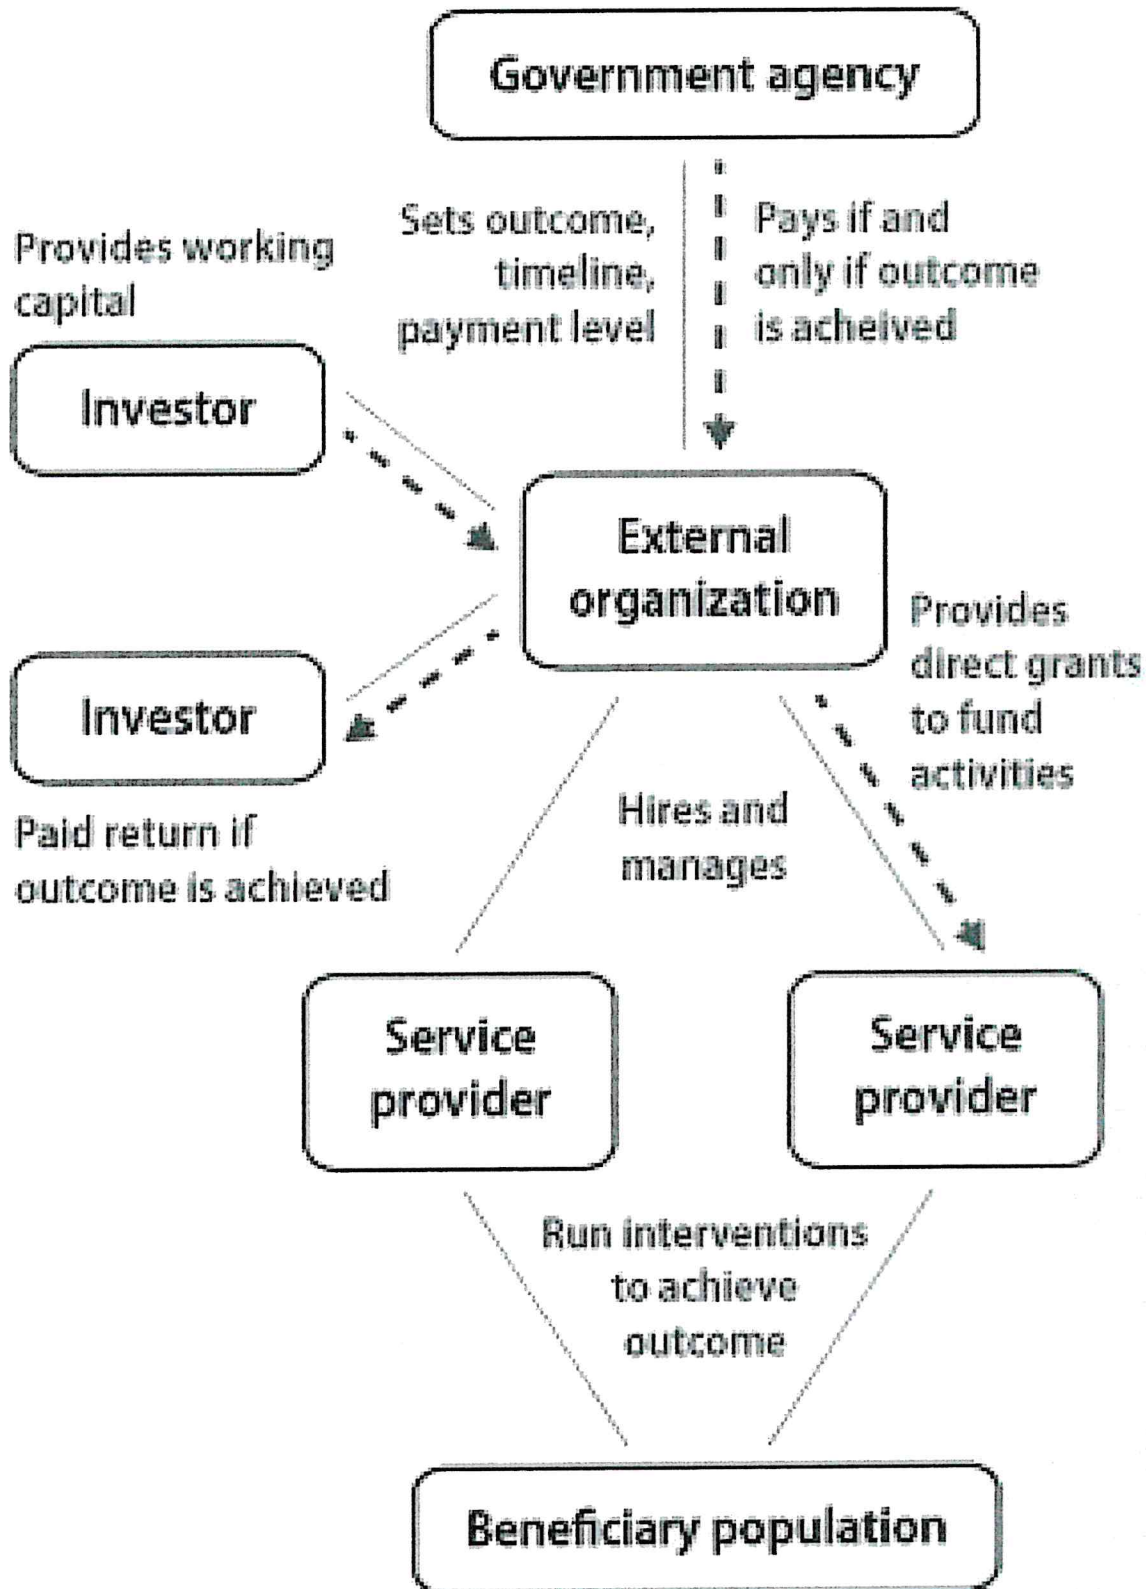 Government agency
Sets outcome,
timeline,
payment level
Pays if and
only if outcome
is acheived
Provides working
capital
Investor
External
organization
Investor
Paid return if
outcome is achieved
Provides
direct grants
to fund
activities
Hires and
manages
Service
provider
Service
provider
Run interventions
to achieve
outcome
Beneficiary population